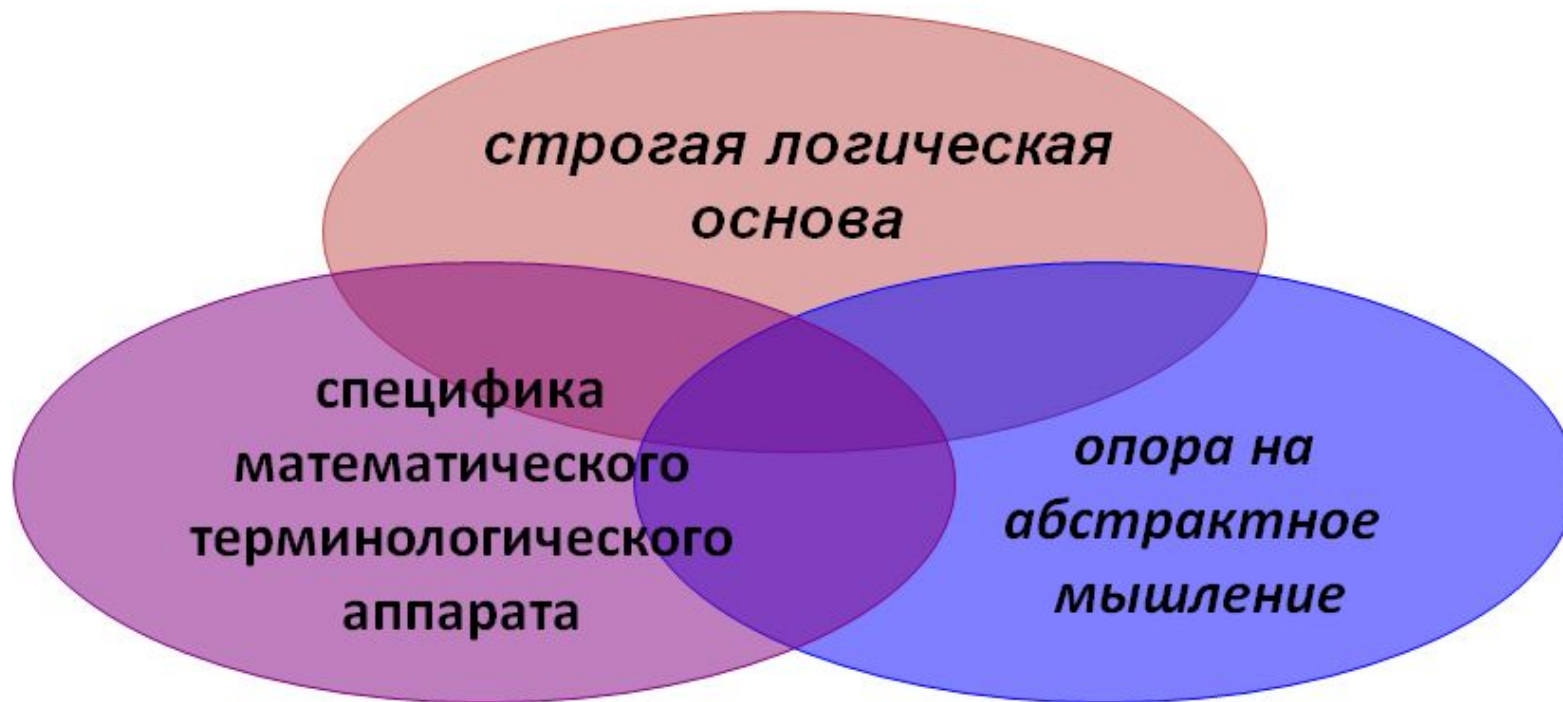 строгая логическая
основа
специфика
математического
терминологического
аппарата
опора на
абстрактное
мышление